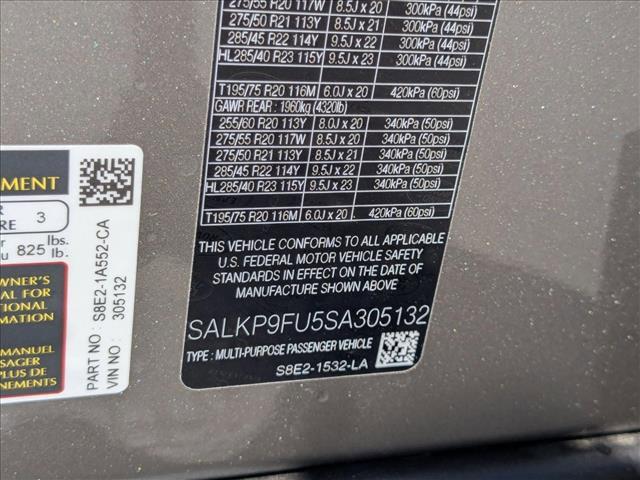 275/55 R20 117W 8.5J x 20 300kPa (44psi)
275/50 R21 113Y 8.5J x 21 300kPa (44psi)
285/45 R22 114Y 9.5J x 22 300kPa (44psi)
HL285/40 R23 115Y 9.5J x 23 300kPa (44psi)
T195/75 R20 116M 6.0J x 20 420kPa (60psi)
GAWR REAR : 1960kg (4320lb)
255/60 R20 113Y 8.0J x 20 340kPa (50psi)
275/55 R20 117W 8.5J x 20 340kPa (50psi)
275/50 R21 113Y 8.5J x 21 340kPa (50psi)
285/45 R22 114Y 9.5J x 22 340kPa (50psi)
HL285/40 R23 115Y 9.5J x 23 340kPa (50psi)
T195/75 R20 116M 6.0J x 20 420kPa (60psi)
THIS VEHICLE CONFORMS TO ALL APPLICABLE
U.S. FEDERAL MOTOR VEHICLE SAFETY
STANDARDS IN EFFECT ON THE DATE OF
MANUFACTURE SHOWN ABOVE
SALKP9FU5SA305132
TYPE : MULTI-PURPOSE PASSENGER VEHICLE
S8E2-1532-LA
EMENT
R
RE 3
r lbs.
u 825 lb.
WNER'S
AL FOR
TIONAL
RMATION
MANUEL
SAGER
PLUS DE
GNEMENTS
PART NO : S8E2-1A552-CA
VIN NO : 305132